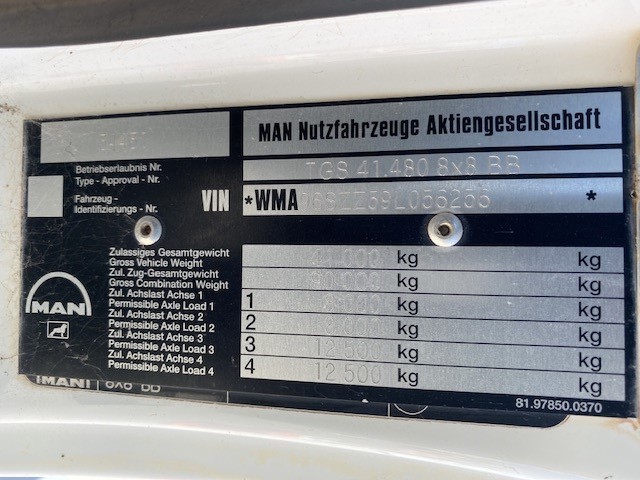 MAN Nutzfahrzeuge Aktiengesellschaft
Betriebserlaubnis Nr.
Type - Approval - Nr.
TGS 41.480 8x8 BB
Fahrzeug -
Identifizierungs - Nr.
VIN
*WMA *
Zulassiges Gesamtgewicht
Gross Vehicle Weight
kg kg
Zul. Zug-Gesamtgewicht
Gross Combination Weight
kg kg
Zul. Achslast Achse 1
Permissible Axle Load 1
1 kg kg
Zul. Achslast Achse 2
Permissible Axle Load 2
2 kg kg
Zul. Achslast Achse 3
Permissible Axle Load 3
3 12 500 kg kg
Zul. Achslast Achse 4
Permissible Axle Load 4
4 12 500 kg kg
MAN
81.97850.0370
MAN